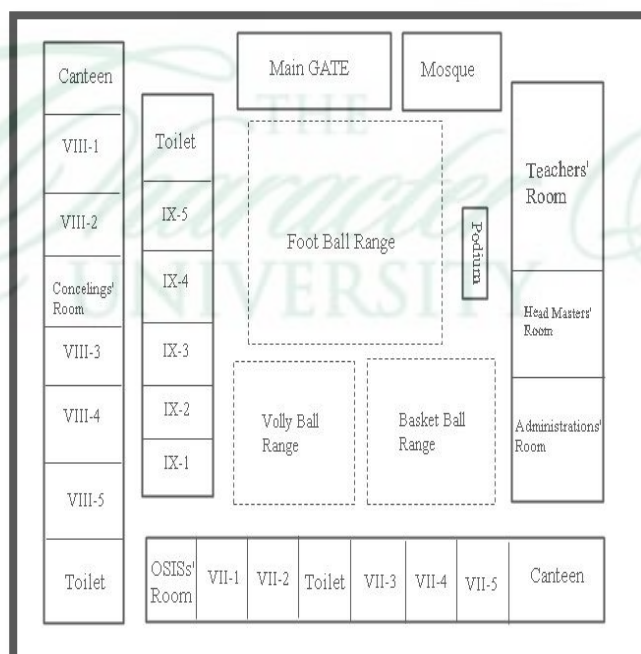 Canteen
VIII-1
VIII-2
Concelings'
Room
VIII-3
VIII-4
VIII-5
Toilet
Toilet
IX-5
IX-4
IX-3
IX-2
IX-1
Main GATE
Mosque
THE
Character
UNIVERSITY
Foot Ball Range
Podium
Volly Ball
Range
Basket Ball
Range
Teachers'
Room
Head Masters'
Room
Administrations'
Room
OSISs'
Room
VII-1
VII-2
Toilet
VII-3
VII-4
VII-5
Canteen